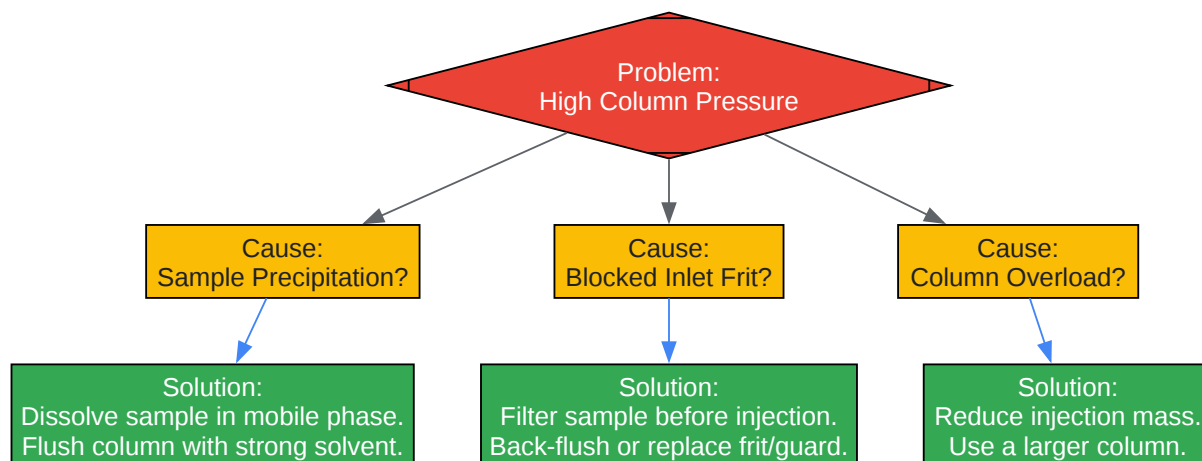 Problem:
High Column Pressure
Cause:
Sample Precipitation?
Cause:
Blocked Inlet Frit?
Cause:
Column Overload?
Solution:
Dissolve sample in mobile phase.
Flush column with strong solvent.
Solution:
Filter sample before injection.
Back-flush or replace frit/guard.
Solution:
Reduce injection mass.
Use a larger column.